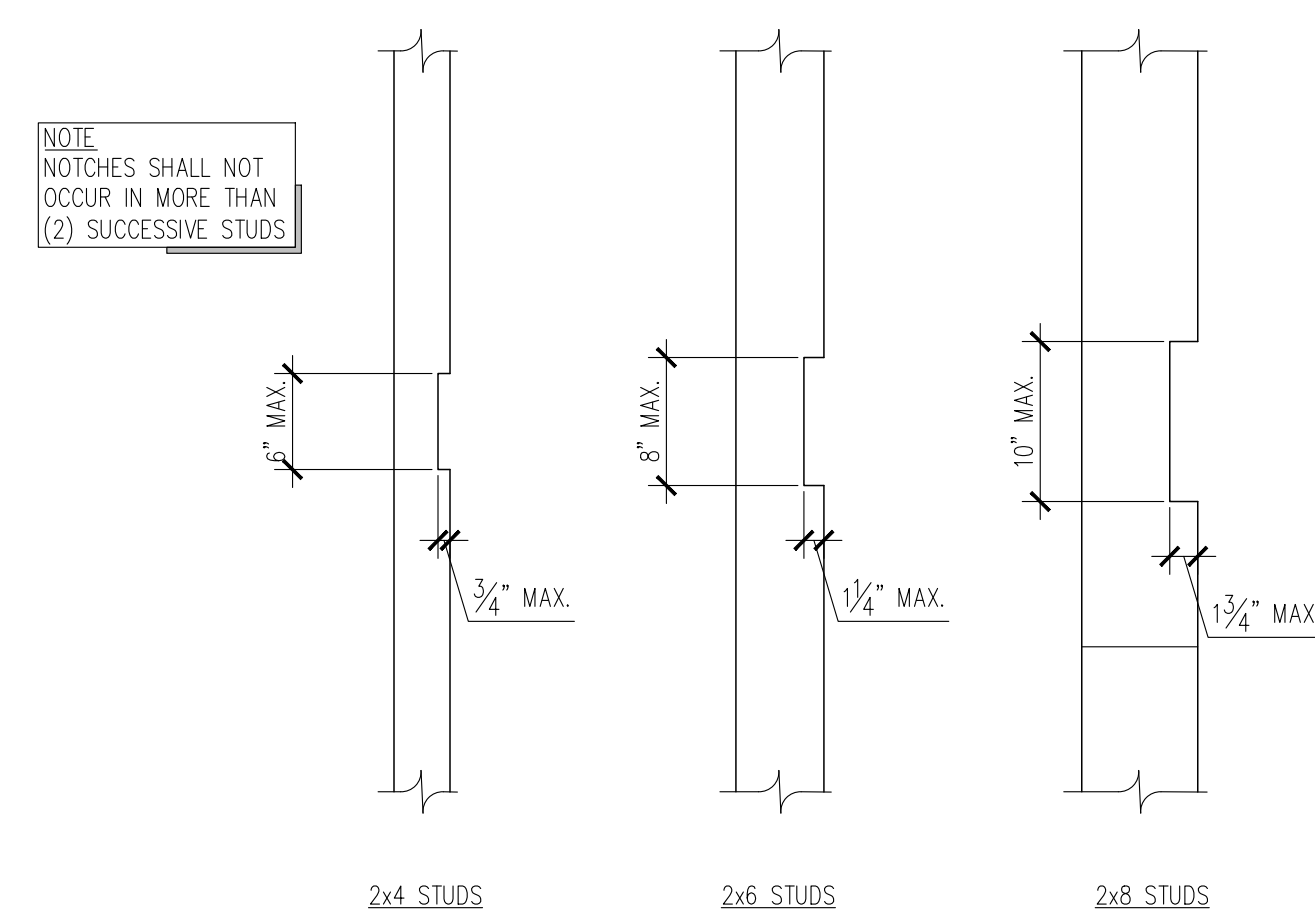 NOTE
NOTCHES SHALL NOT
OCCUR IN MORE THAN
(2) SUCCESSIVE STUDS
6" MAX.
3/4" MAX.
8" MAX.
1 1/4" MAX.
10" MAX.
1 3/4" MAX
2x4 STUDS
2x6 STUDS
2x8 STUDS